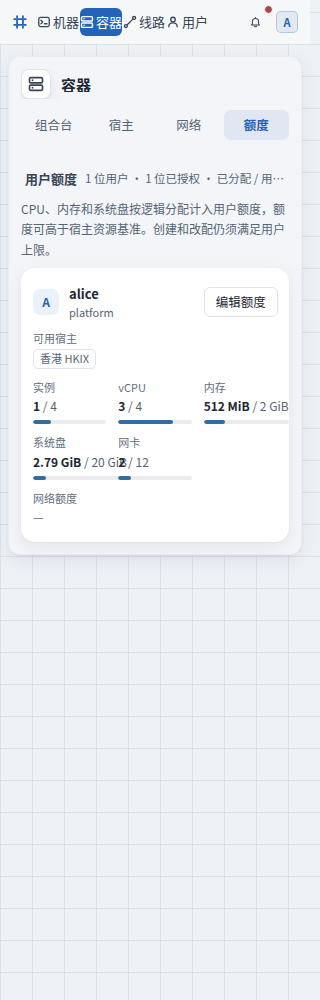 机器 容器 线路 用户 A
容器
组合台 宿主 网络 额度
用户额度 1 位用户 · 1 位已授权 · 已分配 / 用…
CPU、内存和系统盘按逻辑分配计入用户额度，额
度可高于宿主资源基准。创建和改配仍须满足用户
上限。
A alice 编辑额度
platform
可用宿主
香港 HKIX
实例 vCPU 内存
1 / 4 3 / 4 512 MiB / 2 GiB
系统盘 网卡
2.79 GiB / 20 GiB 2 / 12
网络额度
—